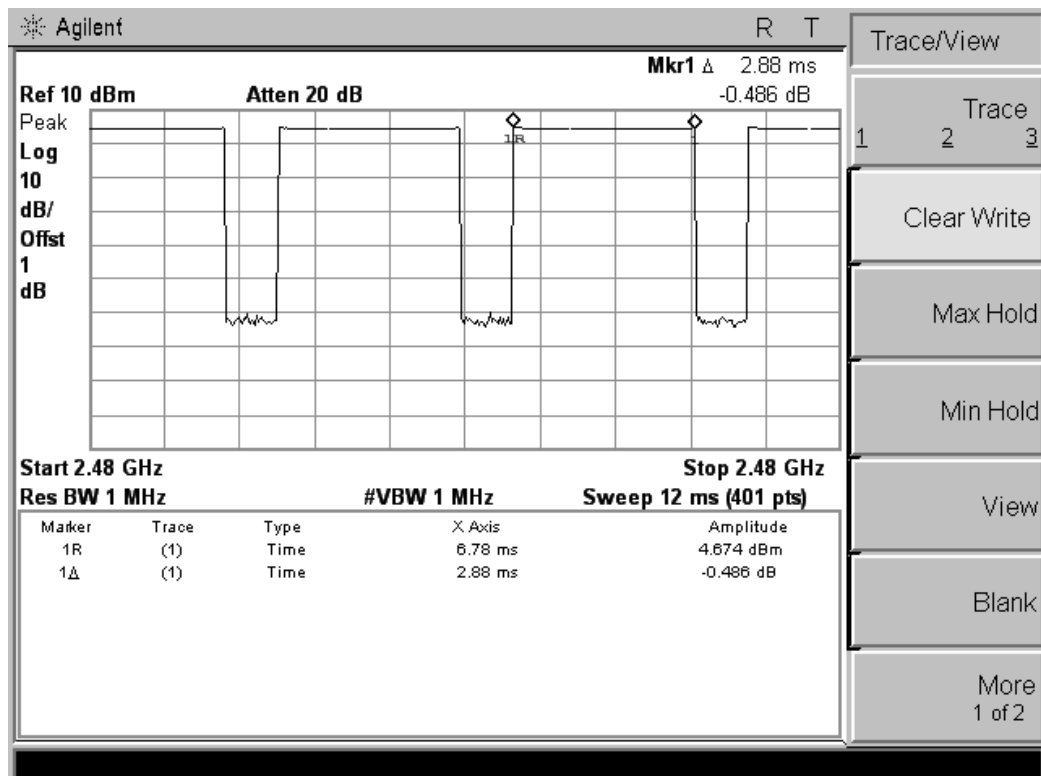 Agilent R T
Mkr1 Δ 2.88 ms
Ref 10 dBm Atten 20 dB -0.486 dB
Peak
Log
10
dB/
Offst
1
dB
1R
Start 2.48 GHz Stop 2.48 GHz
Res BW 1 MHz #VBW 1 MHz Sweep 12 ms (401 pts)
Marker Trace Type X Axis Amplitude
1R (1) Time 6.78 ms 4.674 dBm
1Δ (1) Time 2.88 ms -0.486 dB
Trace/View
Trace
1 2 3
Clear Write
Max Hold
Min Hold
View
Blank
More
1 of 2